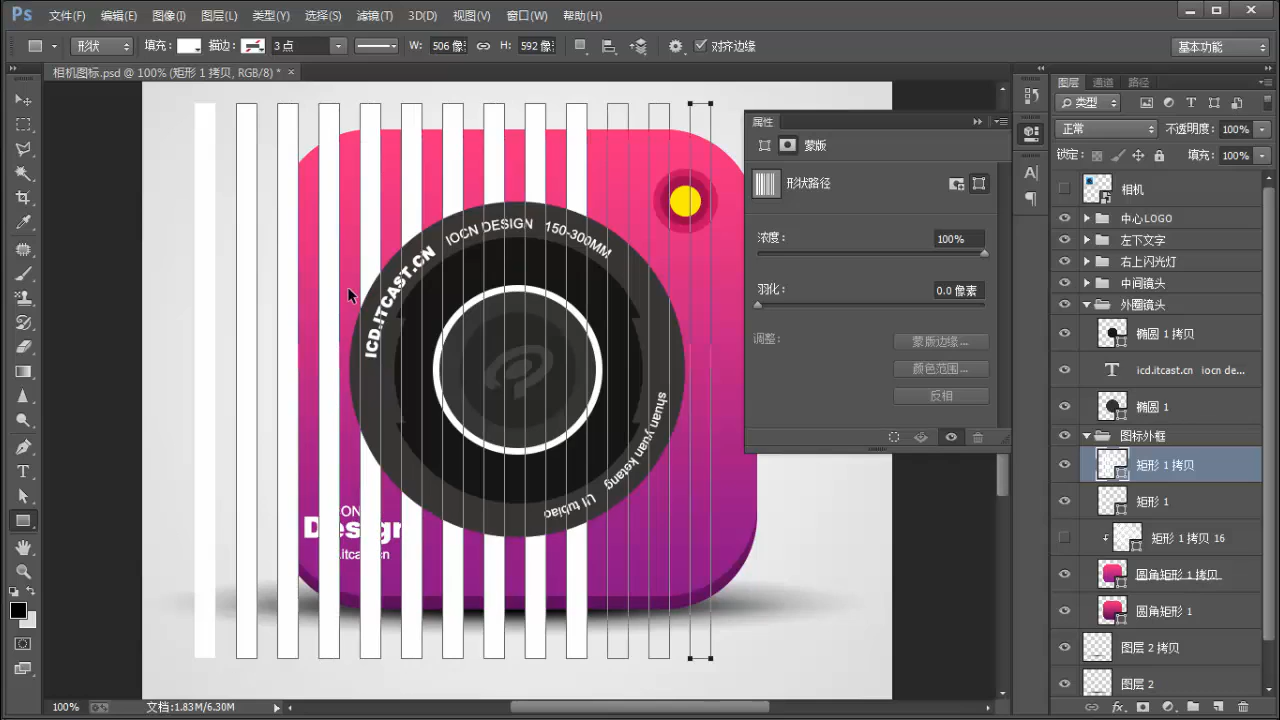 Ps 文件(F) 编辑(E) 图像(I) 图层(L) 类型(Y) 选择(S) 滤镜(T) 3D(D) 视图(V) 窗口(W) 帮助(H)
形状 填充: 描边: 3 点 W: 506 像 H: 592 像 对齐边缘 基本功能
相机图标.psd @ 100% (矩形 1 拷贝, RGB/8) * ×
图层 通道 路径
类型
正常 不透明度: 100%
锁定: 填充: 100%
属性
蒙版
形状路径
浓度: 100%
羽化: 0.0 像素
调整: 蒙版边缘...
颜色范围...
反相
相机
中心LOGO
左下文字
右上闪光灯
中间镜头
外圈镜头
椭圆 1 拷贝
T icd.itcast.cn iocn de...
椭圆 1
图标外框
矩形 1 拷贝
矩形 1
矩形 1 拷贝 16
圆角矩形 1 拷贝
圆角矩形 1
图层 2 拷贝
图层 2
ICD.ITCAST.CN IOCN DESIGN 150-300MM
shuan yuan ketang
UI tubiao
ON
Design
.itca n
100% 文档:1.83M/6.30M